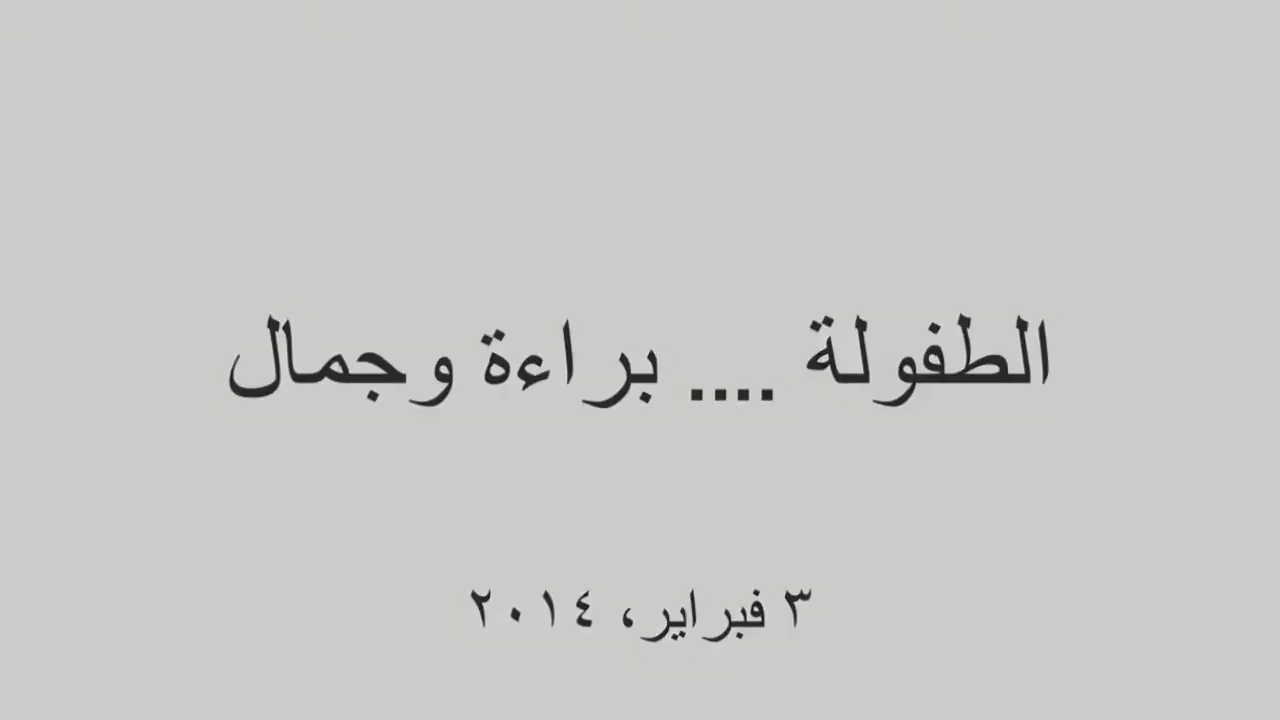 الطفولة .... براءة وجمال
٣ فبراير، ٢٠١٤